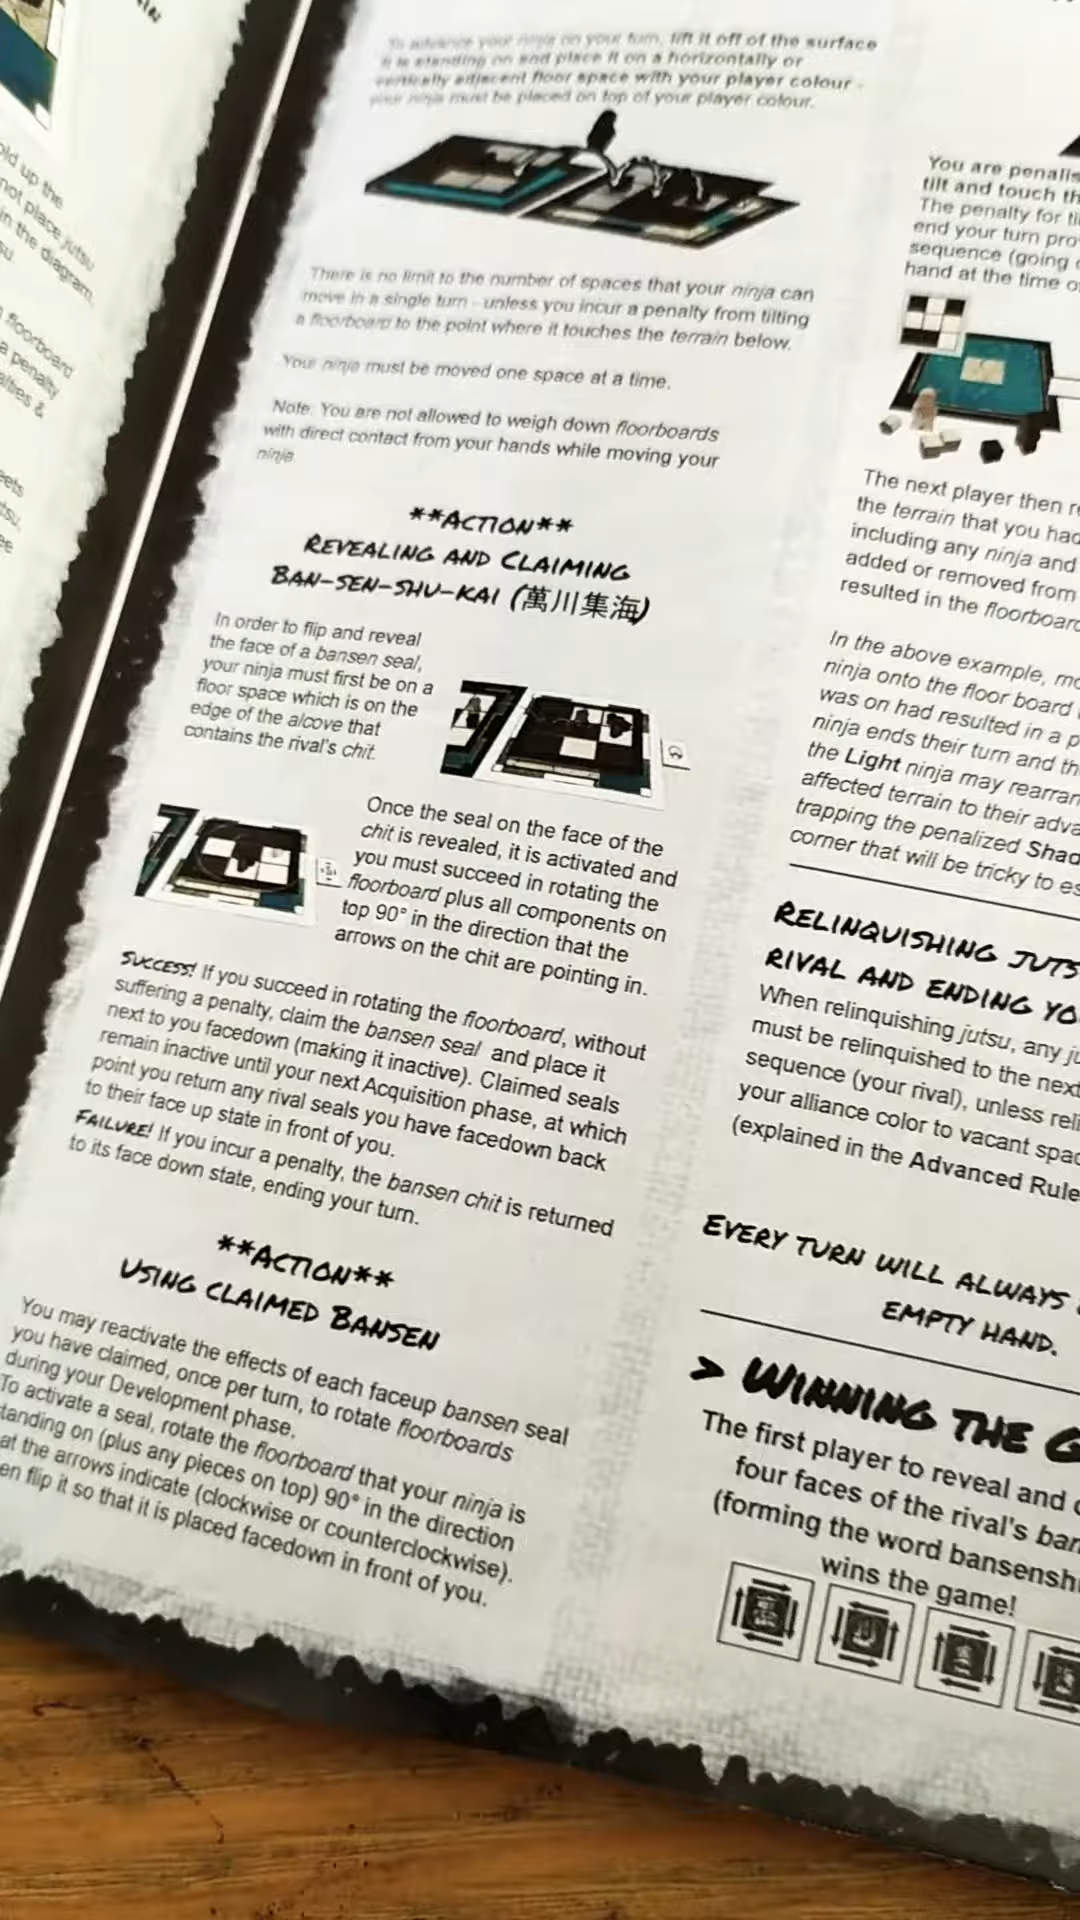 To advance your ninja on your turn, lift it off of the surface
it is standing on and place it on a horizontally or
vertically adjacent floor space with your player colour -
your ninja must be placed on top of your player colour.
There is no limit to the number of spaces that your ninja can
move in a single turn - unless you incur a penalty from tilting
a floorboard to the point where it touches the terrain below.
Your ninja must be moved one space at a time.
Note: You are not allowed to weigh down floorboards
with direct contact from your hands while moving your
ninja
**ACTION**
REVEALING AND CLAIMING
BAN-SEN-SHU-KAI (萬川集海)
In order to flip and reveal
the face of a bansen seal,
your ninja must first be on a
floor space which is on the
edge of the alcove that
contains the rival's chit.
Once the seal on the face of the
chit is revealed, it is activated and
you must succeed in rotating the
floorboard plus all components on
top 90° in the direction that the
arrows on the chit are pointing in.
SUCCESS! If you succeed in rotating the floorboard, without
suffering a penalty, claim the bansen seal and place it
next to you facedown (making it inactive). Claimed seals
remain inactive until your next Acquisition phase, at which
point you return any rival seals you have facedown back
to their face up state in front of you.
FAILURE! If you incur a penalty, the bansen chit is returned
to its face down state, ending your turn.
**ACTION**
USING CLAIMED BANSEN
You may reactivate the effects of each faceup bansen seal
you have claimed, once per turn, to rotate floorboards
during your Development phase.
To activate a seal, rotate the floorboard that your ninja is
tanding on (plus any pieces on top) 90° in the direction
at the arrows indicate (clockwise or counterclockwise).
en flip it so that it is placed facedown in front of you.
old up the
not place jutsu
in the diagram,
su.
floorboard
a penalty
alties &
eets
tsu.
ee
You are penalis
tilt and touch th
The penalty for ti
end your turn pro
sequence (going
hand at the time o
The next player then re
the terrain that you had
including any ninja and
added or removed from
resulted in the floorboard
In the above example, mo
ninja onto the floor board
was on had resulted in a p
ninja ends their turn and th
the Light ninja may rearran
affected terrain to their adva
trapping the penalized Shad
corner that will be tricky to es
RELINQUISHING JUTS
RIVAL AND ENDING YO
When relinquishing jutsu, any ju
must be relinquished to the next
sequence (your rival), unless reli
your alliance color to vacant spac
(explained in the Advanced Rule
EVERY TURN WILL ALWAYS
EMPTY HAND.
> WINNING THE G
The first player to reveal and c
four faces of the rival's ban
(forming the word bansenshu
wins the game!